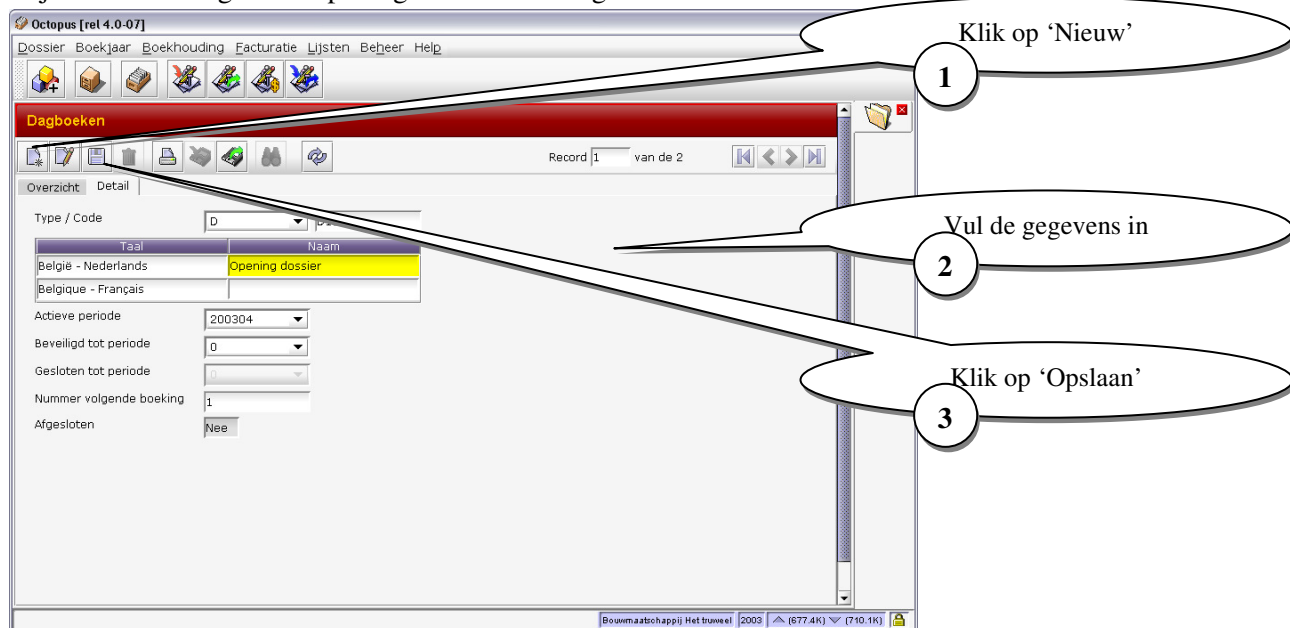 Octopus [rel 4.0-07]
Dossier Boekjaar Boekhouding Facturatie Lijsten Beheer Help
Klik op ‘Nieuw’
1
Dagboeken
Record 1 van de 2
Overzicht Detail
Type / Code D
Vul de gegevens in
2
Taal Naam
België - Nederlands Opening dossier
Belgique - Français
Actieve periode 200304
Beveiligd tot periode 0
Gesloten tot periode 0
Klik op ‘Opslaan’
3
Nummer volgende boeking 1
Afgesloten Nee
Bouwmaatschappij Het truweel 2003 (677.4K) (710.1K)